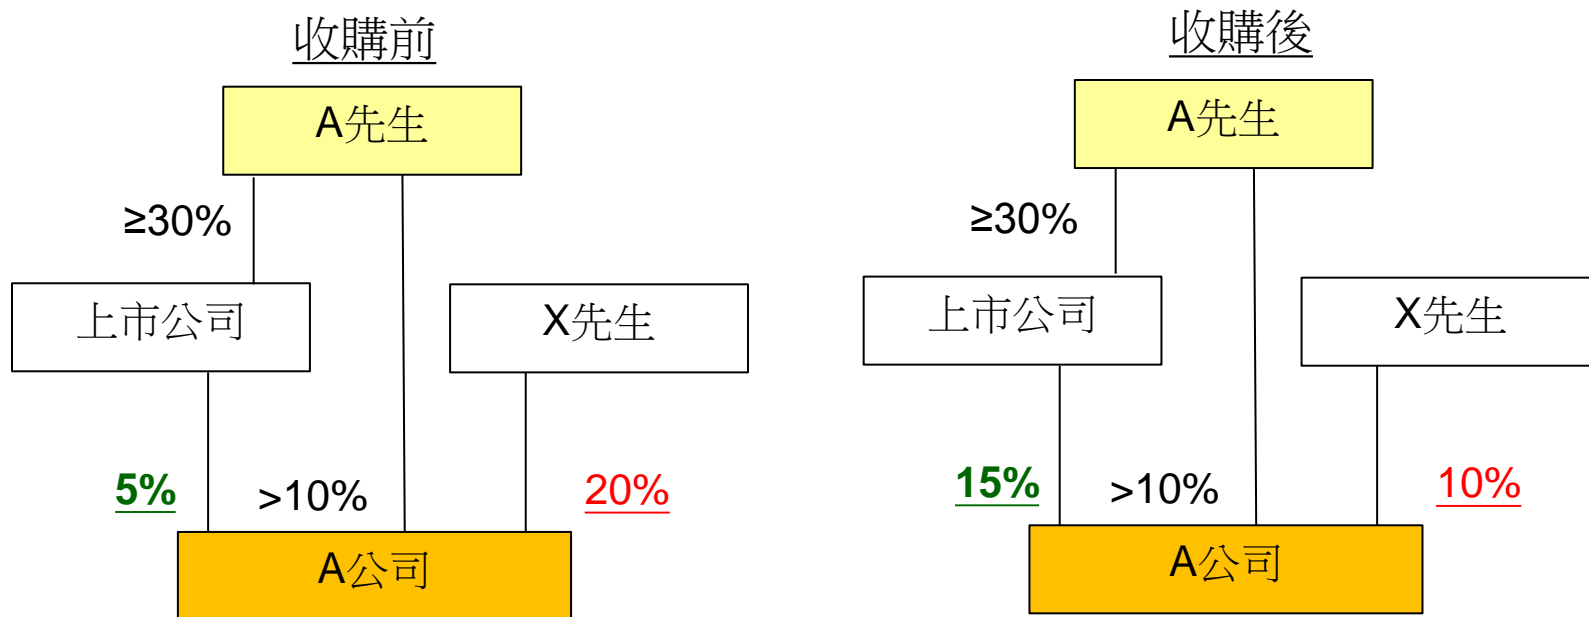 收購前
A先生
≥30%
上市公司
X先生
5%
>10%
20%
A公司
收購後
A先生
≥30%
上市公司
X先生
15%
>10%
10%
A公司